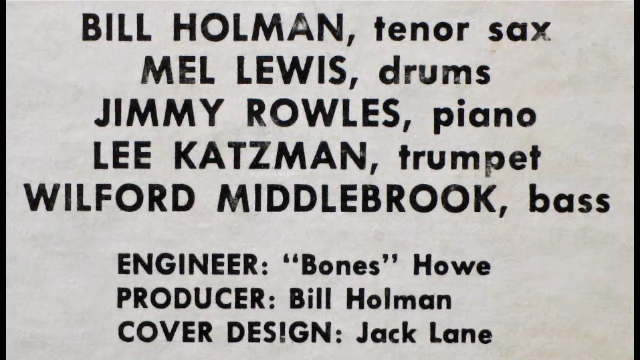 BILL HOLMAN, tenor sax
MEL LEWIS, drums
JIMMY ROWLES, piano
LEE KATZMAN, trumpet
WILFORD MIDDLEBROOK, bass
ENGINEER: “Bones” Howe
PRODUCER: Bill Holman
COVER DESIGN: Jack Lane